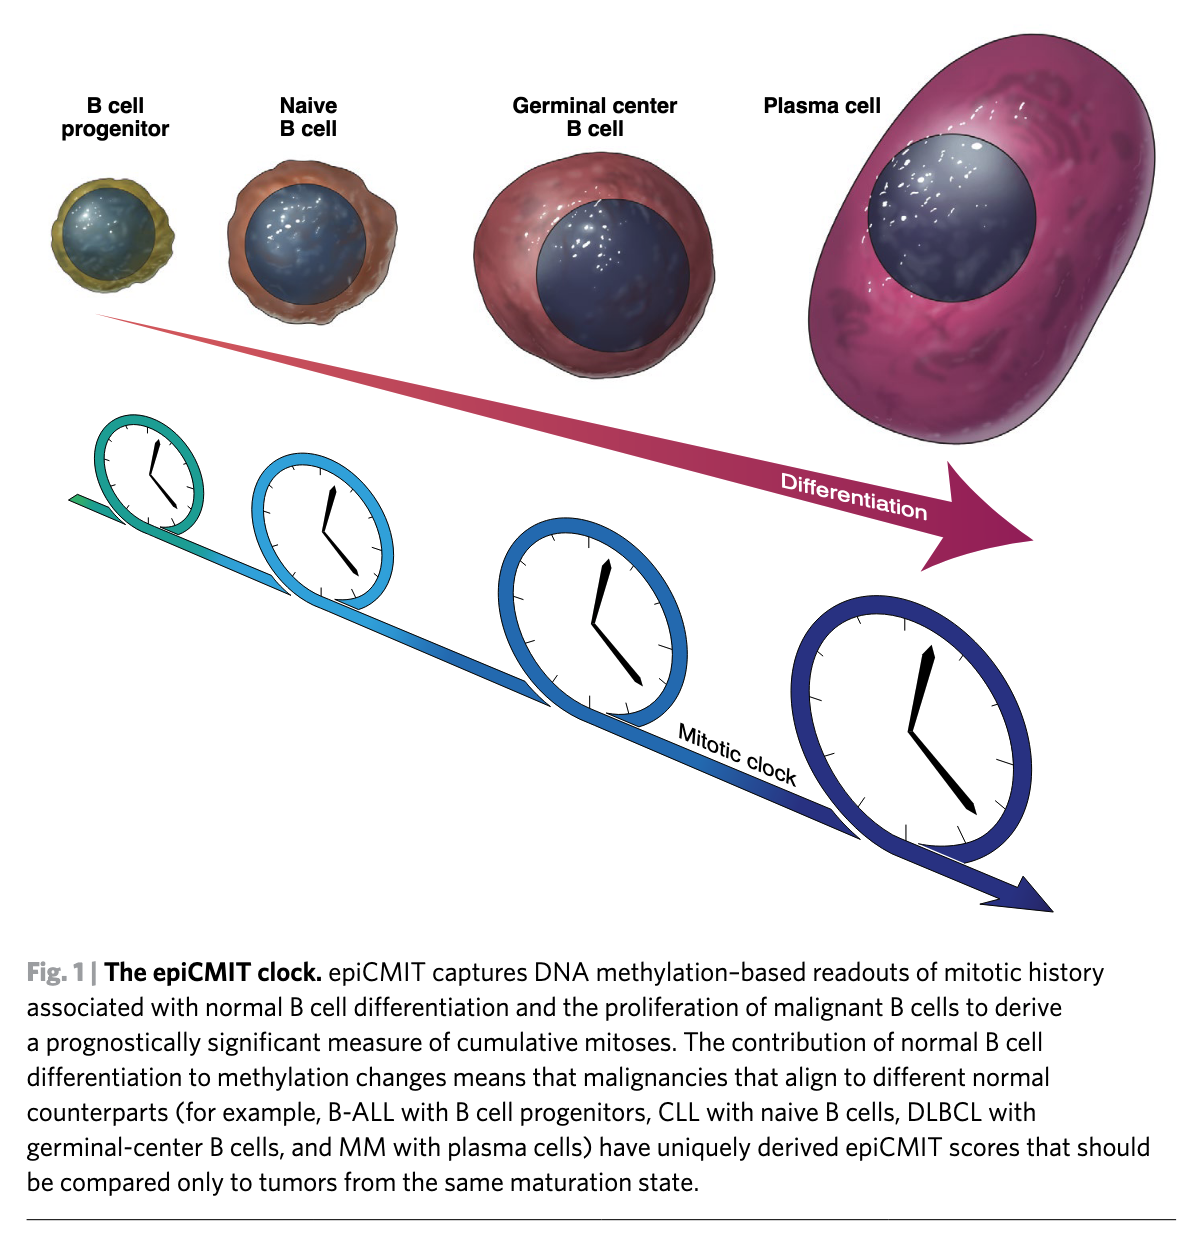 B cell
progenitor
Naive
B cell
Germinal center
B cell
Plasma cell
Differentiation
Mitotic clock
Fig. 1 | The epiCMIT clock. epiCMIT captures DNA methylation–based readouts of mitotic history
associated with normal B cell differentiation and the proliferation of malignant B cells to derive
a prognostically significant measure of cumulative mitoses. The contribution of normal B cell
differentiation to methylation changes means that malignancies that align to different normal
counterparts (for example, B-ALL with B cell progenitors, CLL with naive B cells, DLBCL with
germinal-center B cells, and MM with plasma cells) have uniquely derived epiCMIT scores that should
be compared only to tumors from the same maturation state.